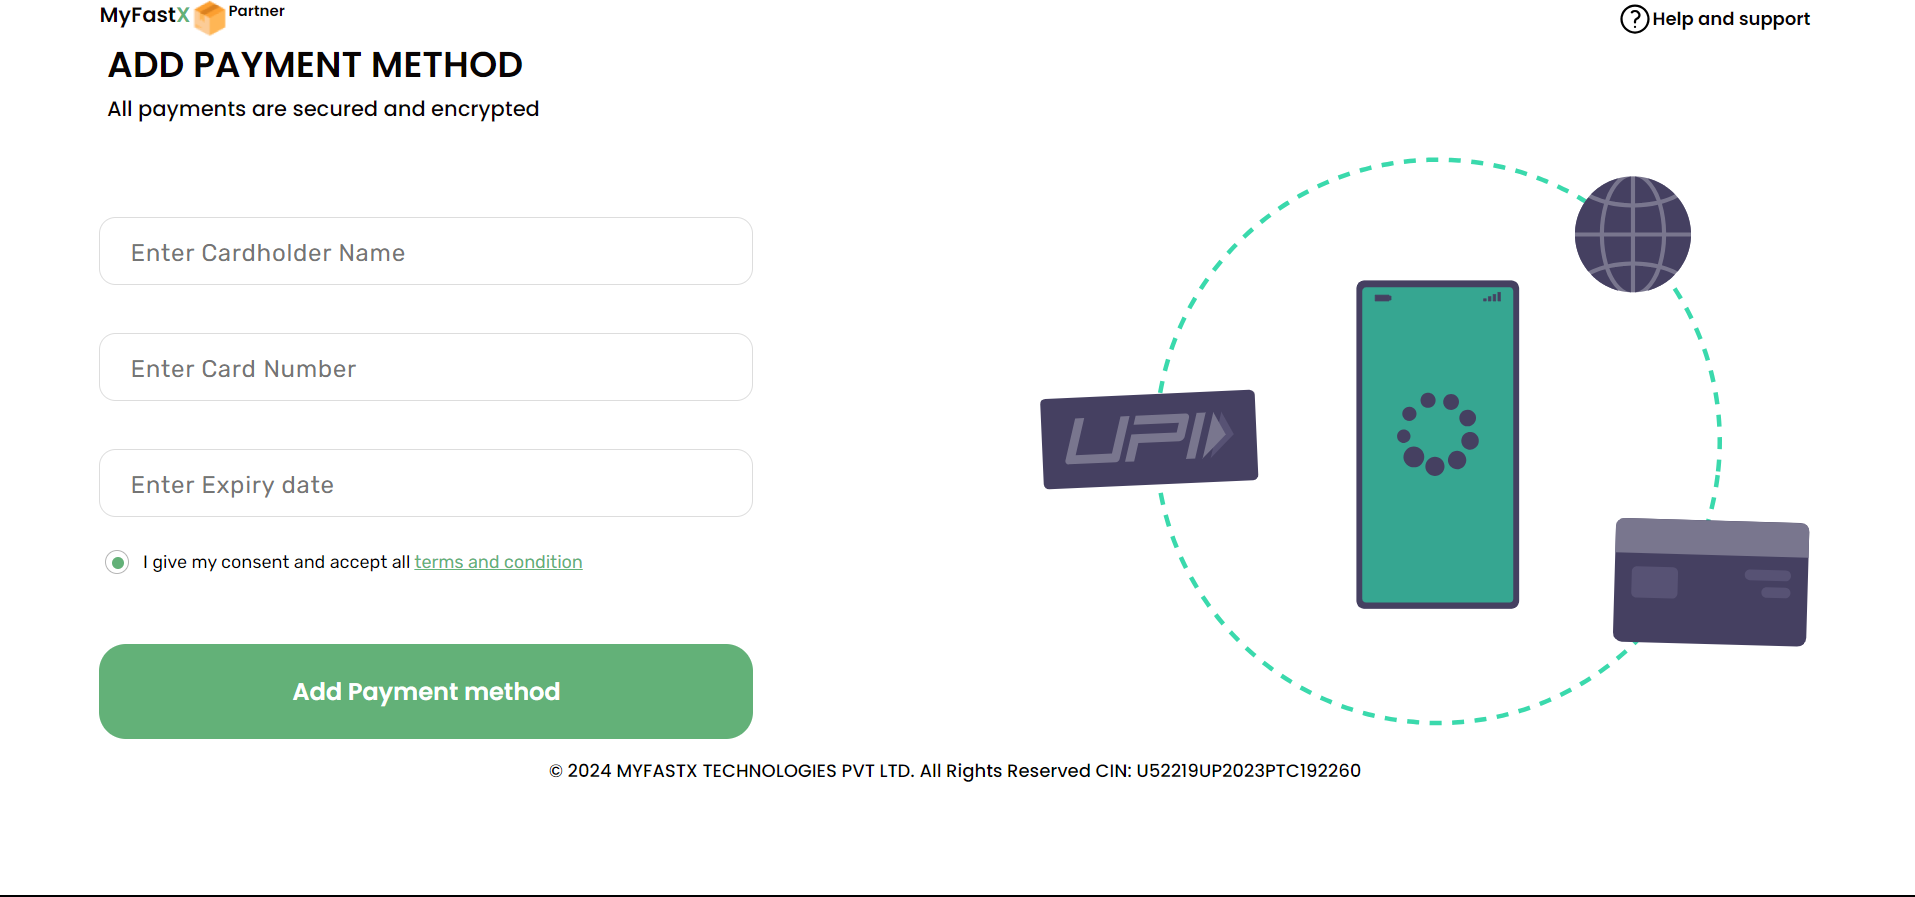 MyFastX Partner
Help and support
ADD PAYMENT METHOD
All payments are secured and encrypted
Enter Cardholder Name
Enter Card Number
Enter Expiry date
I give my consent and accept all terms and condition
Add Payment method
UPI
© 2024 MYFASTX TECHNOLOGIES PVT LTD. All Rights Reserved CIN: U52219UP2023PTC192260